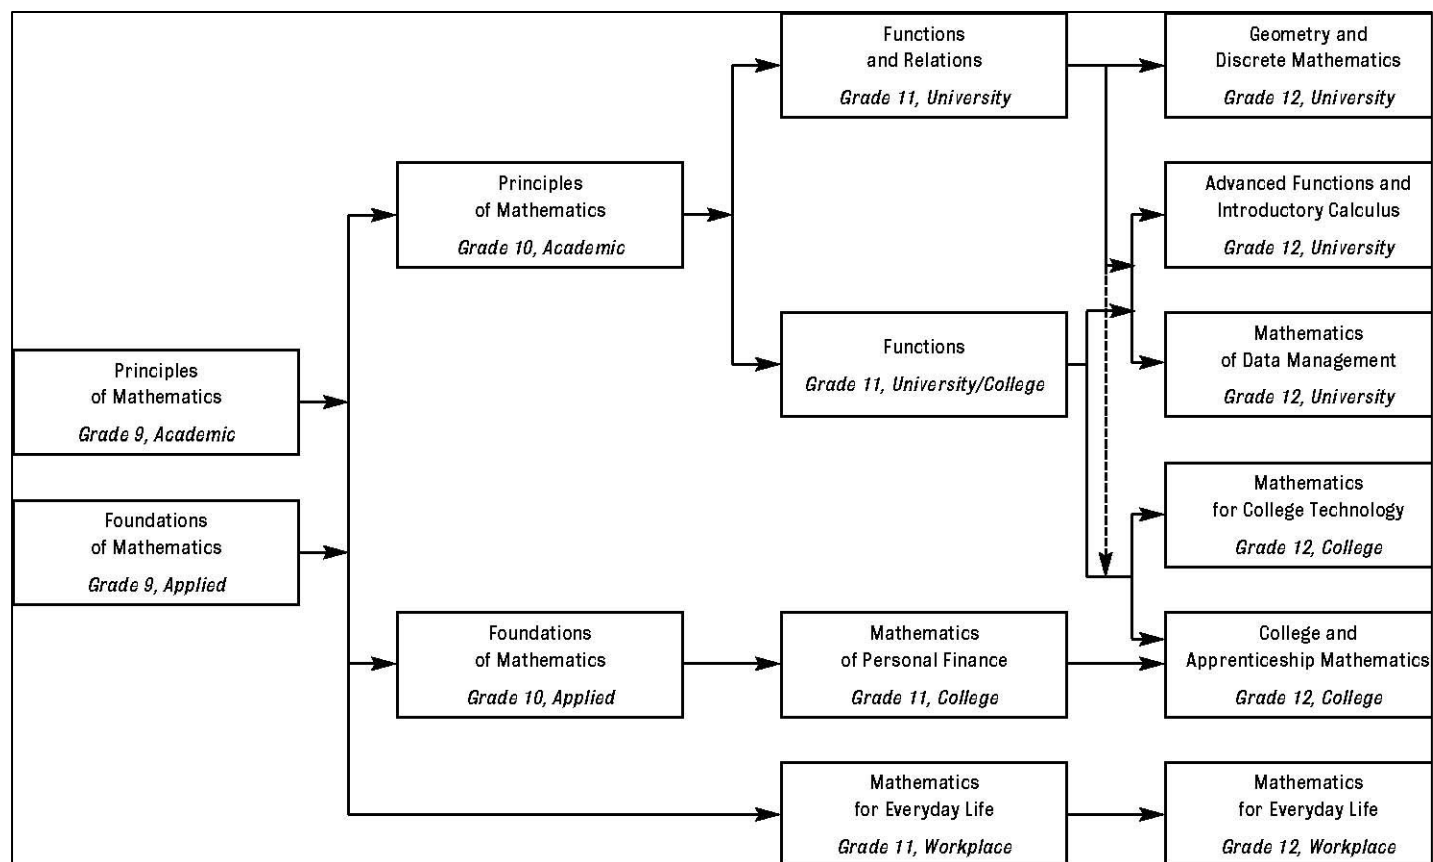 Functions
and Relations
Grade 11, University
Geometry and
Discrete Mathematics
Grade 12, University
Principles
of Mathematics
Grade 10, Academic
Advanced Functions and
Introductory Calculus
Grade 12, University
Functions
Grade 11, University/College
Mathematics
of Data Management
Grade 12, University
Principles
of Mathematics
Grade 9, Academic
Foundations
of Mathematics
Grade 9, Applied
Mathematics
for College Technology
Grade 12, College
Foundations
of Mathematics
Grade 10, Applied
Mathematics
of Personal Finance
Grade 11, College
College and
Apprenticeship Mathematics
Grade 12, College
Mathematics
for Everyday Life
Grade 11, Workplace
Mathematics
for Everyday Life
Grade 12, Workplace